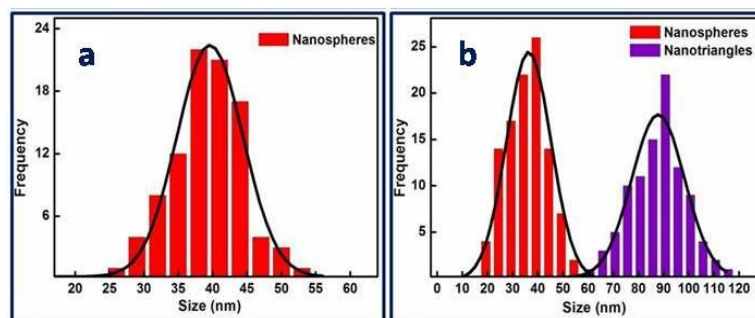 a
Nanospheres
Frequency
24
18
12
6
20 25 30 35 40 45 50 55 60
Size (nm)
b
Nanospheres
Nanotriangles
Frequency
25
20
15
10
5
0 10 20 30 40 50 60 70 80 90 100 110 120
Size (nm)